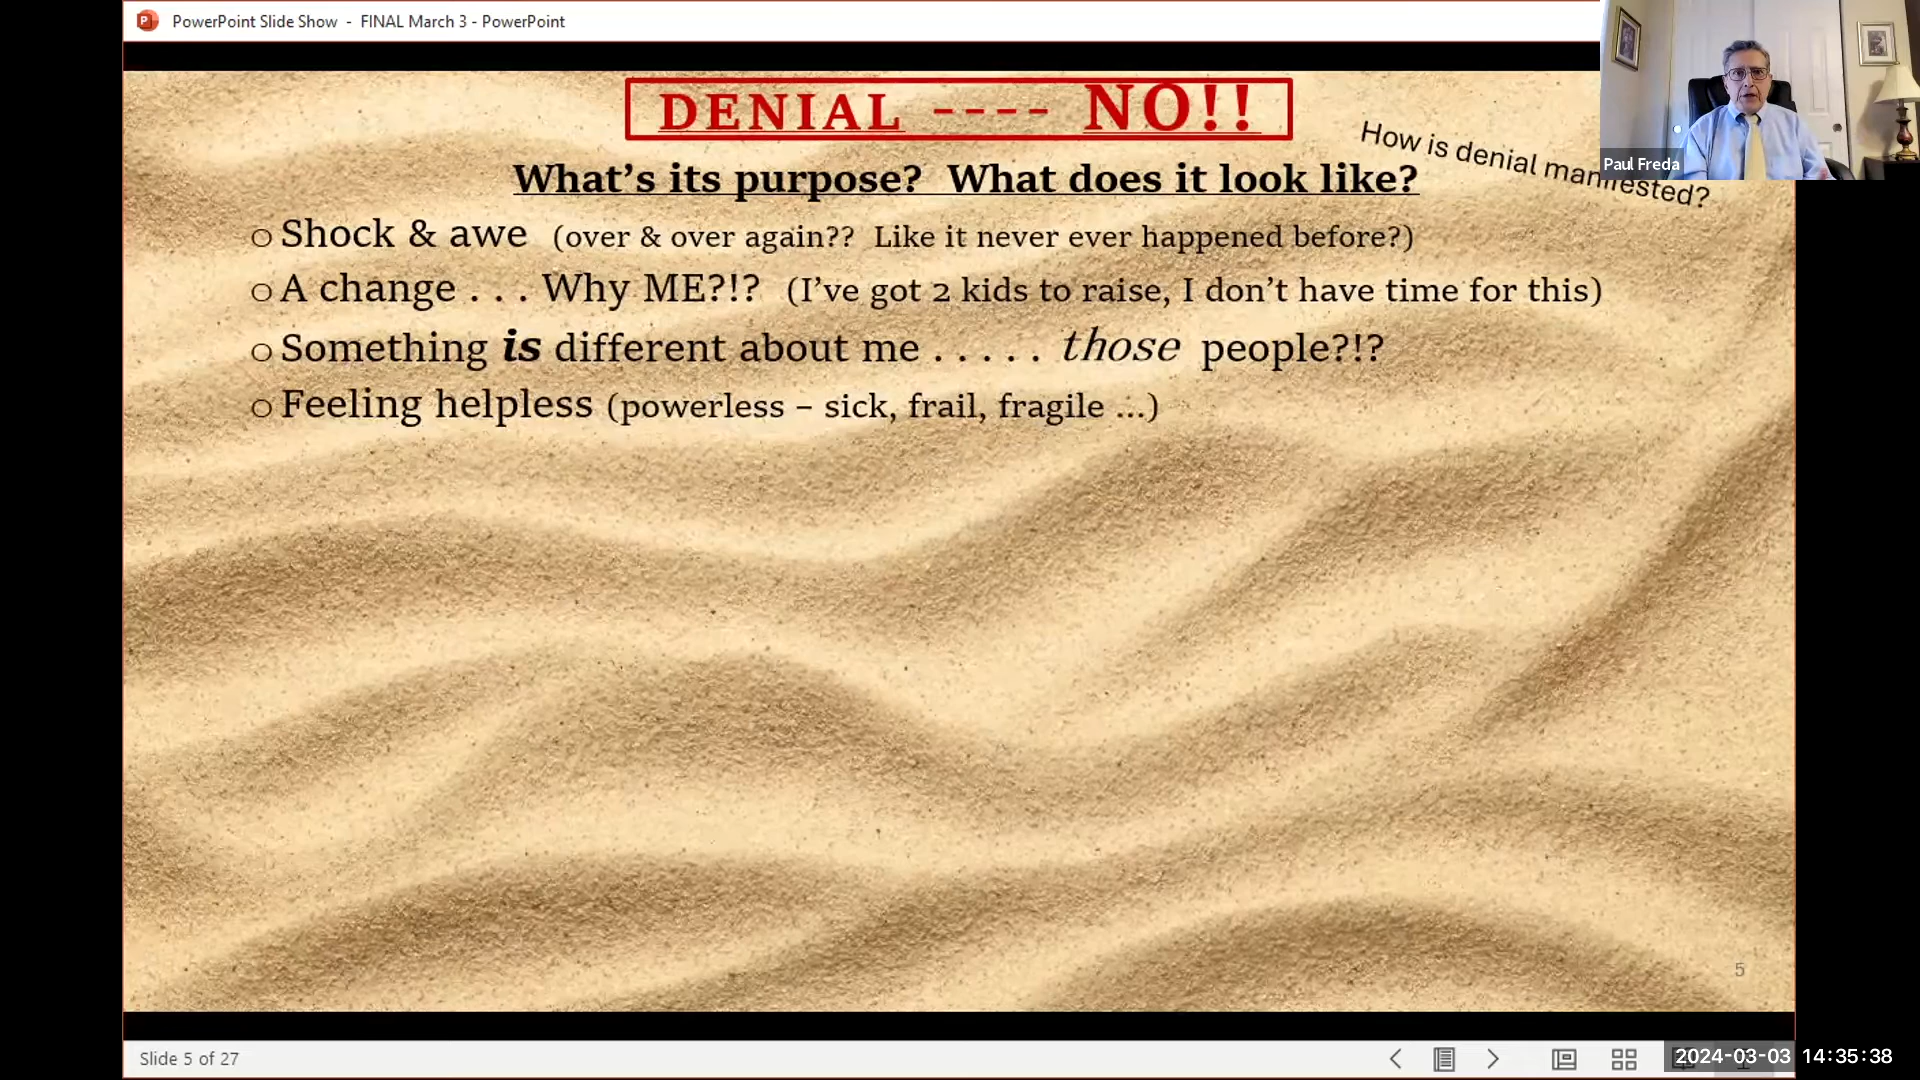 PowerPoint Slide Show - FINAL March 3 - PowerPoint
DENIAL ---- NO!!
How is denial manifested?
Paul Freda
What's its purpose? What does it look like?
o Shock & awe (over & over again?? Like it never ever happened before?)
o A change . . . Why ME?!? (I've got 2 kids to raise, I don't have time for this)
o Something is different about me . . . . . those people?!?
o Feeling helpless (powerless – sick, frail, fragile ...)
5
Slide 5 of 27
2024-03-03 14:35:38